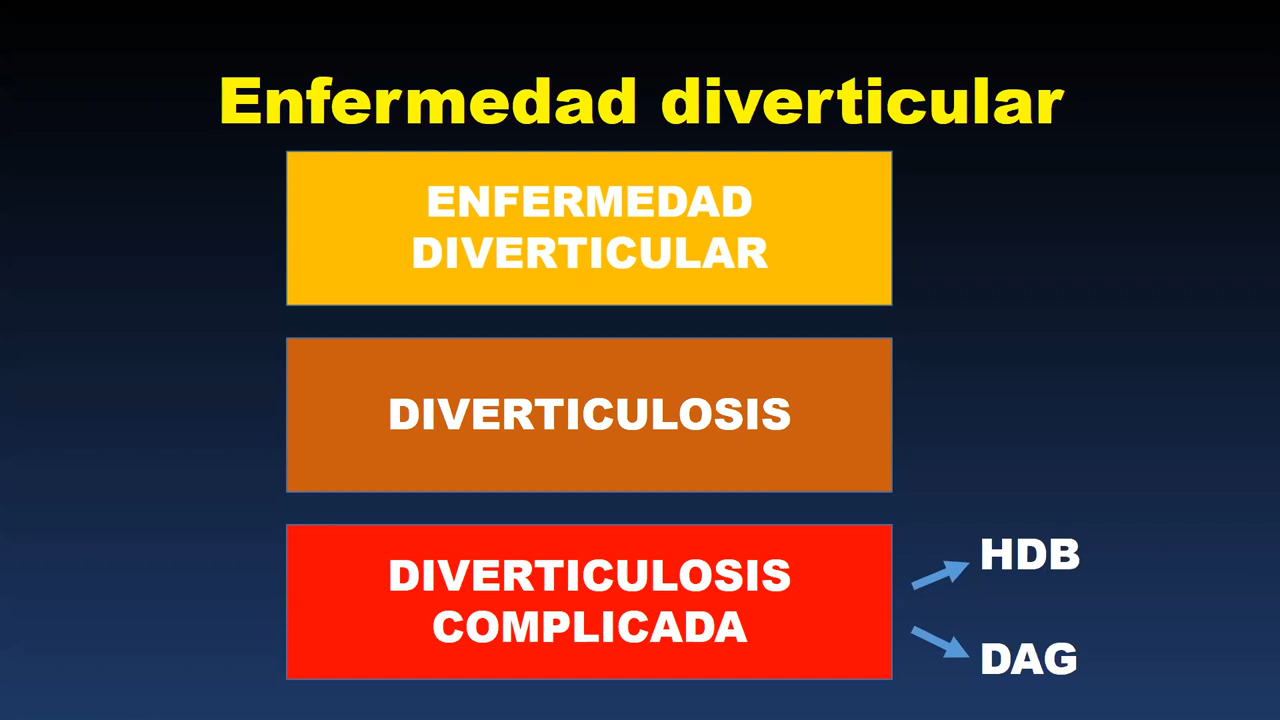 Enfermedad diverticular
ENFERMEDAD
DIVERTICULAR
DIVERTICULOSIS
DIVERTICULOSIS
COMPLICADA
HDB
DAG